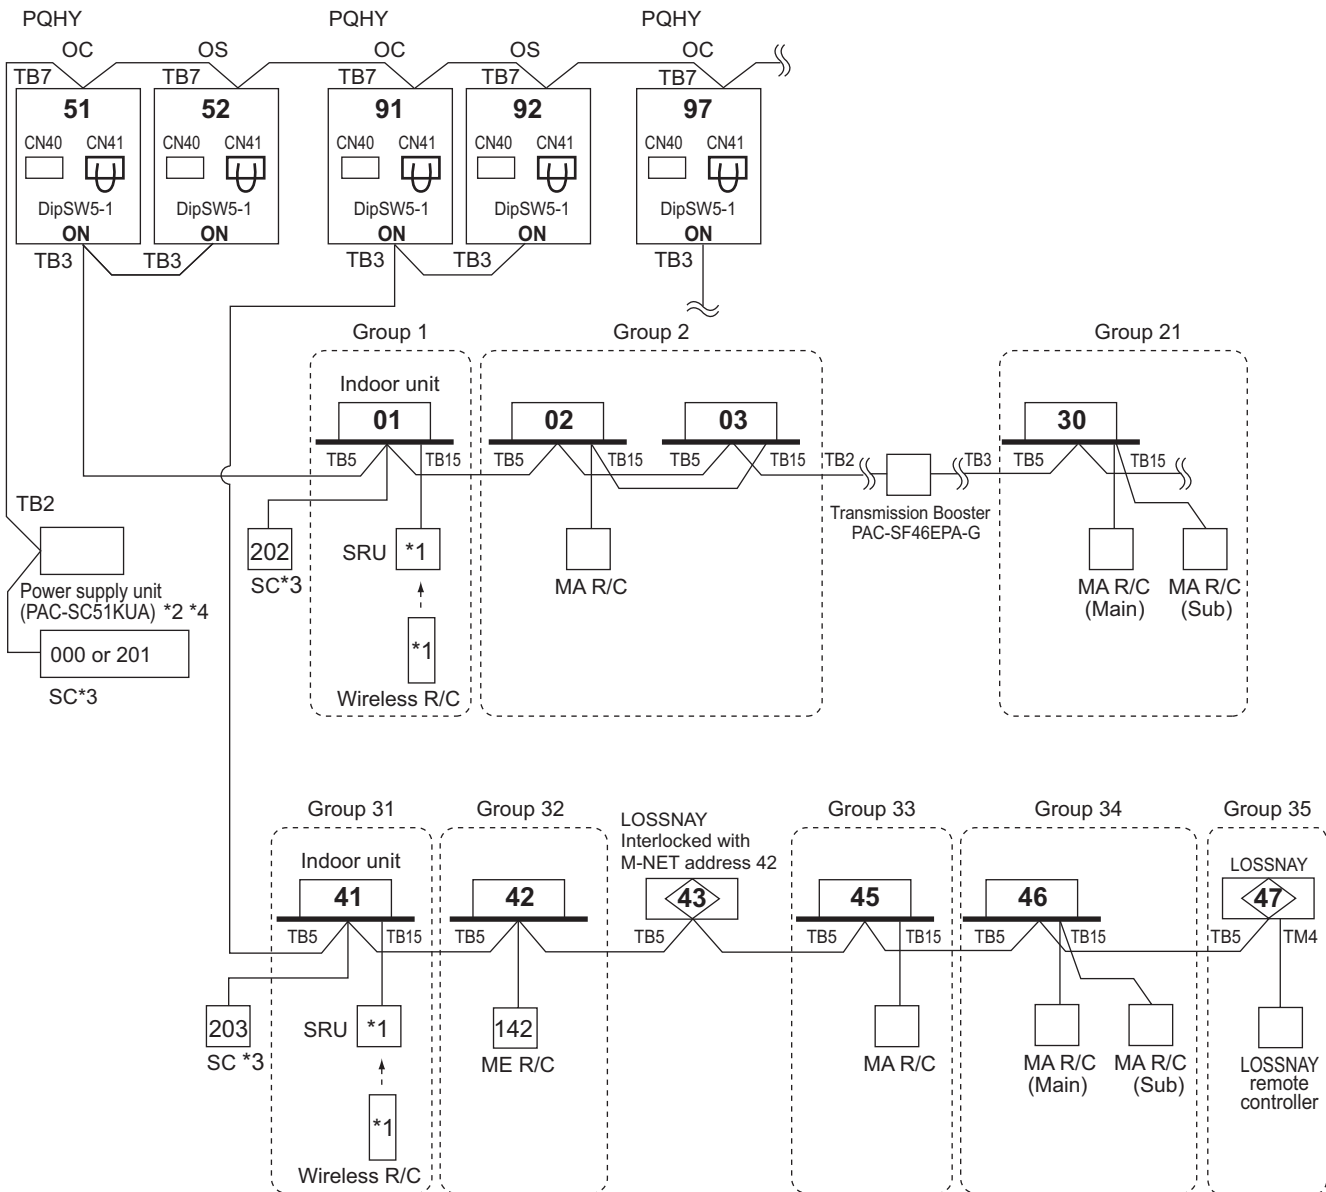 PQHY PQHY PQHY
OC OS OC OS OC
TB7 TB7 TB7 TB7 TB7
51 52 91 92 97
CN40 CN41 CN40 CN41 CN40 CN41 CN40 CN41 CN40 CN41
DipSW5-1 DipSW5-1 DipSW5-1 DipSW5-1 DipSW5-1
ON ON ON ON ON
TB3 TB3 TB3 TB3 TB3
Group 1 Group 2 Group 21
Indoor unit
01 02 03 30
TB5 TB15 TB5 TB15 TB5 TB15 TB2 TB3 TB5 TB15
Transmission Booster
PAC-SF46EPA-G
TB2
202 SRU *1
SC*3 MA R/C MA R/C
(Main) MA R/C
(Sub)
Power supply unit
(PAC-SC51KUA) *2 *4
000 or 201
SC*3
*1
Wireless R/C
Group 31 Group 32 LOSSNAY
Interlocked with
M-NET address 42 Group 33 Group 34 Group 35
Indoor unit LOSSNAY
41 42 43 45 46 47
TB5 TB15 TB5 TB5 TB5 TB15 TB5 TB15 TB5 TM4
203 SRU *1 142
SC *3 ME R/C MA R/C MA R/C
(Main) MA R/C
(Sub) LOSSNAY
remote
controller
*1
Wireless R/C